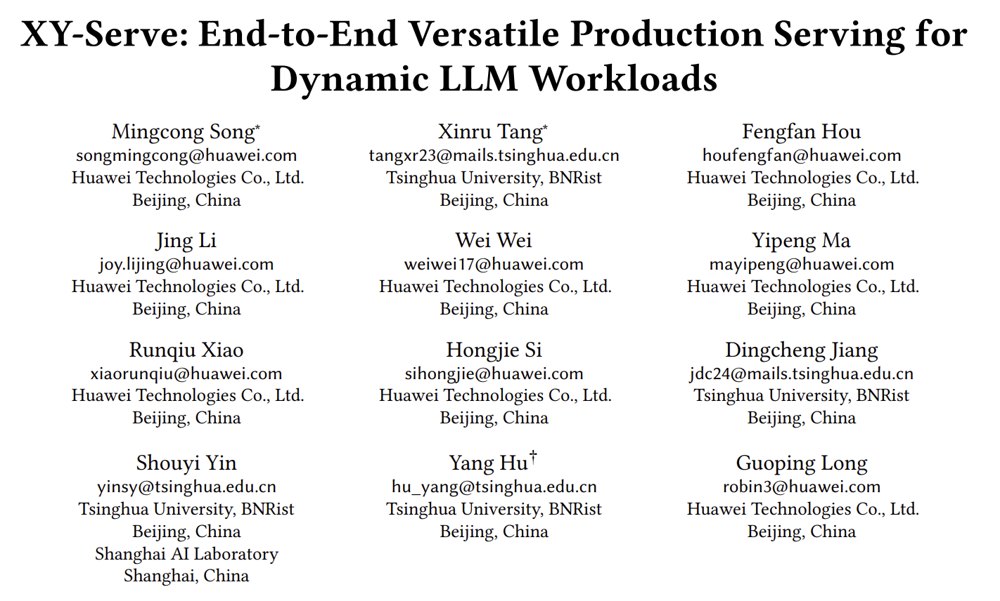 XY-Serve: End-to-End Versatile Production Serving for
Dynamic LLM Workloads
Mingcong Song*
songmingcong@huawei.com
Huawei Technologies Co., Ltd.
Beijing, China
Xinru Tang*
tangxr23@mails.tsinghua.edu.cn
Tsinghua University, BNRist
Beijing, China
Fengfan Hou
houfengfan@huawei.com
Huawei Technologies Co., Ltd.
Beijing, China
Jing Li
joy.lijing@huawei.com
Huawei Technologies Co., Ltd.
Beijing, China
Wei Wei
weiwei17@huawei.com
Huawei Technologies Co., Ltd.
Beijing, China
Yipeng Ma
mayipeng@huawei.com
Huawei Technologies Co., Ltd.
Beijing, China
Runqiu Xiao
xiaorunqiu@huawei.com
Huawei Technologies Co., Ltd.
Beijing, China
Hongjie Si
sihongjie@huawei.com
Huawei Technologies Co., Ltd.
Beijing, China
Dingcheng Jiang
jdc24@mails.tsinghua.edu.cn
Tsinghua University, BNRist
Beijing, China
Shouyi Yin
yinsy@tsinghua.edu.cn
Tsinghua University, BNRist
Beijing, China
Shanghai AI Laboratory
Shanghai, China
Yang Hu†
hu_yang@tsinghua.edu.cn
Tsinghua University, BNRist
Beijing, China
Guoping Long
robin3@huawei.com
Huawei Technologies Co., Ltd.
Beijing, China